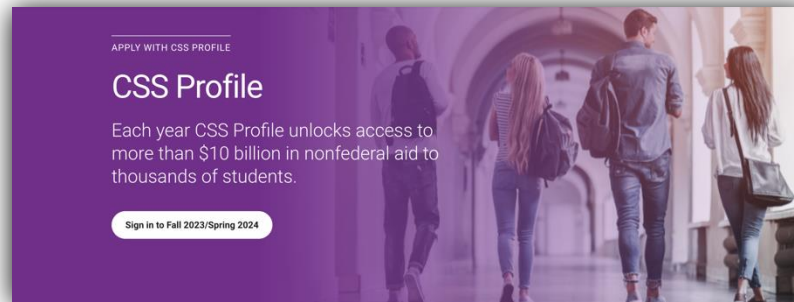 APPLY WITH CSS PROFILE
CSS Profile
Each year CSS Profile unlocks access to
more than $10 billion in nonfederal aid to
thousands of students.
Sign in to Fall 2023/Spring 2024